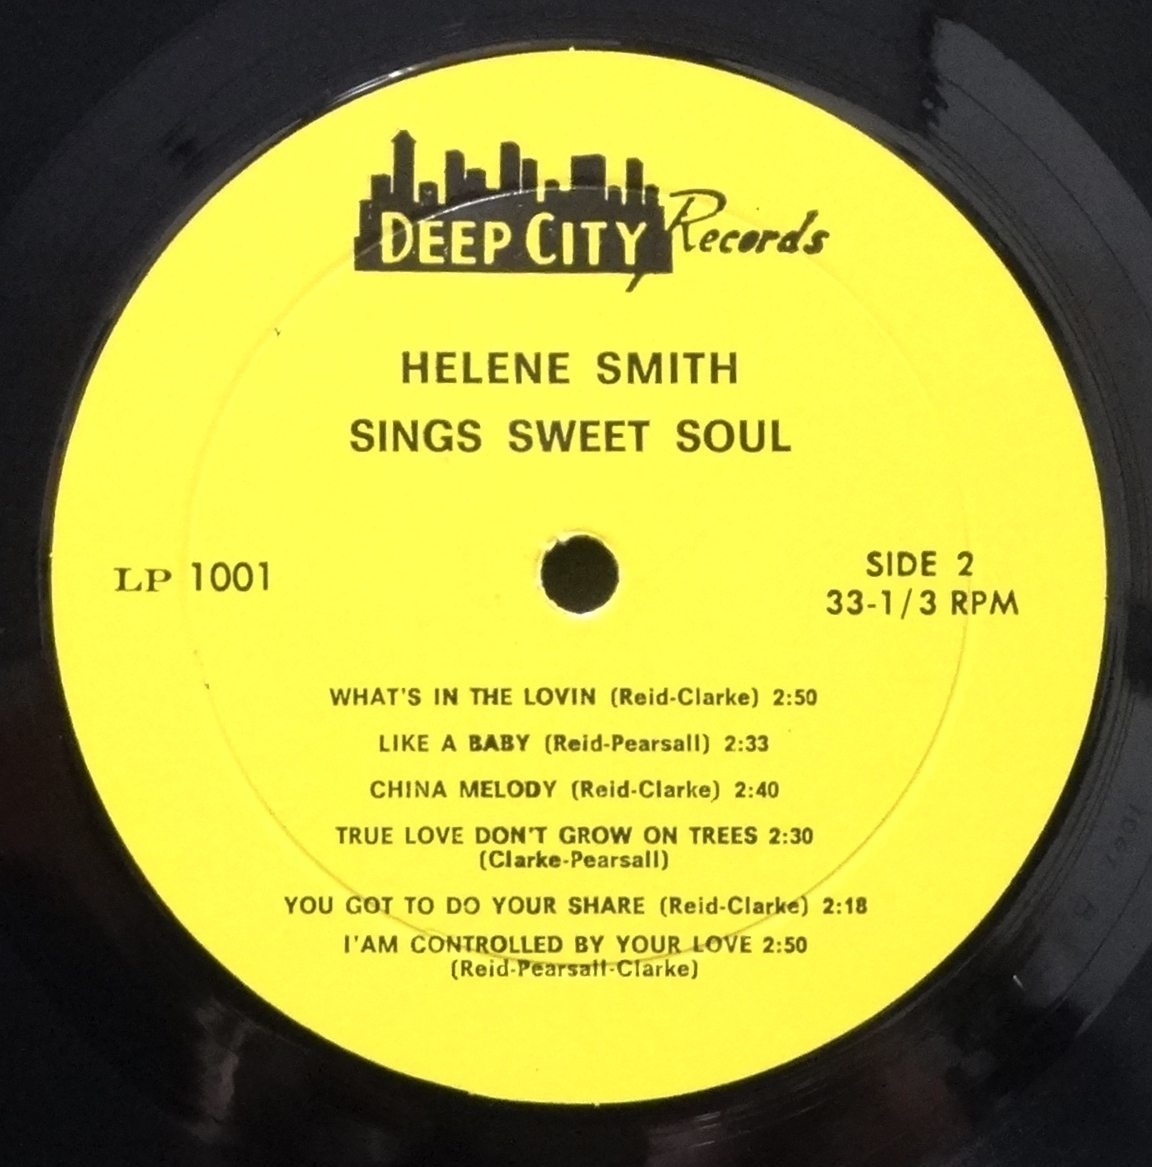 DEEP CITY Records
HELENE SMITH
SINGS SWEET SOUL
LP 1001
SIDE 2
33-1/3 RPM
WHAT'S IN THE LOVIN (Reid-Clarke) 2:50
LIKE A BABY (Reid-Pearsall) 2:33
CHINA MELODY (Reid-Clarke) 2:40
TRUE LOVE DON'T GROW ON TREES 2:30
(Clarke-Pearsall)
YOU GOT TO DO YOUR SHARE (Reid-Clarke) 2:18
I'AM CONTROLLED BY YOUR LOVE 2:50
(Reid-Pearsall-Clarke)